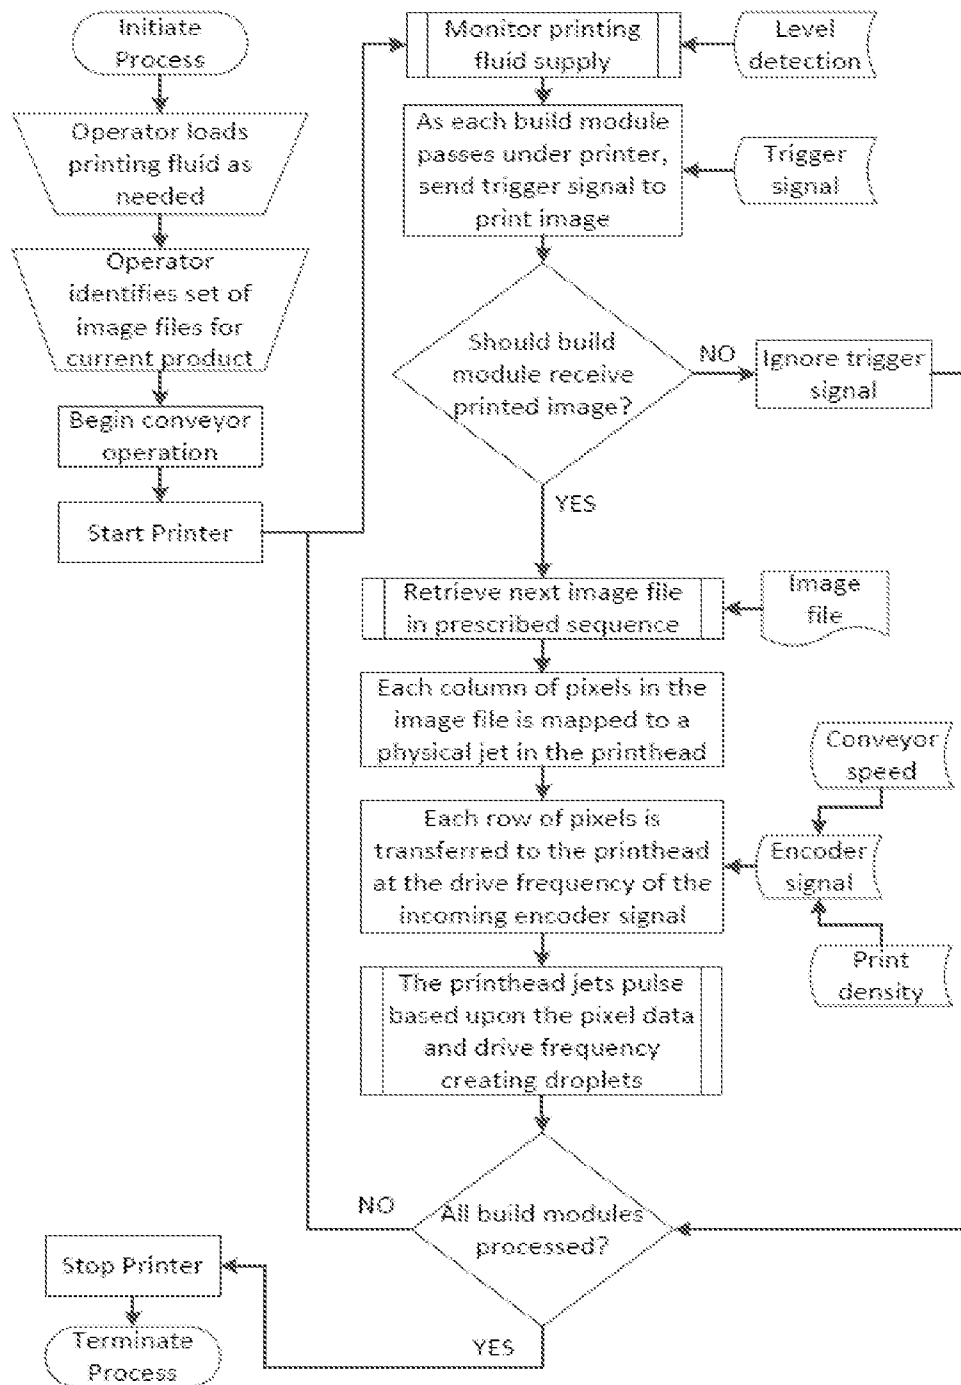 Initiate
Process
Operator loads
printing fluid as
needed
Operator
identifies set of
image files for
current product
Begin conveyor
operation
Start Printer
Monitor printing
fluid supply
Level
detection
As each build module
passes under printer,
send trigger signal to
print image
Trigger
signal
Should build
module receive
printed image?
NO
Ignore trigger
signal
YES
Retrieve next image file
in prescribed sequence
Image
file
Each column of pixels in the
image file is mapped to a
physical jet in the printhead
Conveyor
speed
Each row of pixels is
transferred to the printhead
at the drive frequency of the
incoming encoder signal
Encoder
signal
Print
density
The printhead jets pulse
based upon the pixel data
and drive frequency
creating droplets
All build modules
processed?
NO
YES
Stop Printer
Terminate
Process